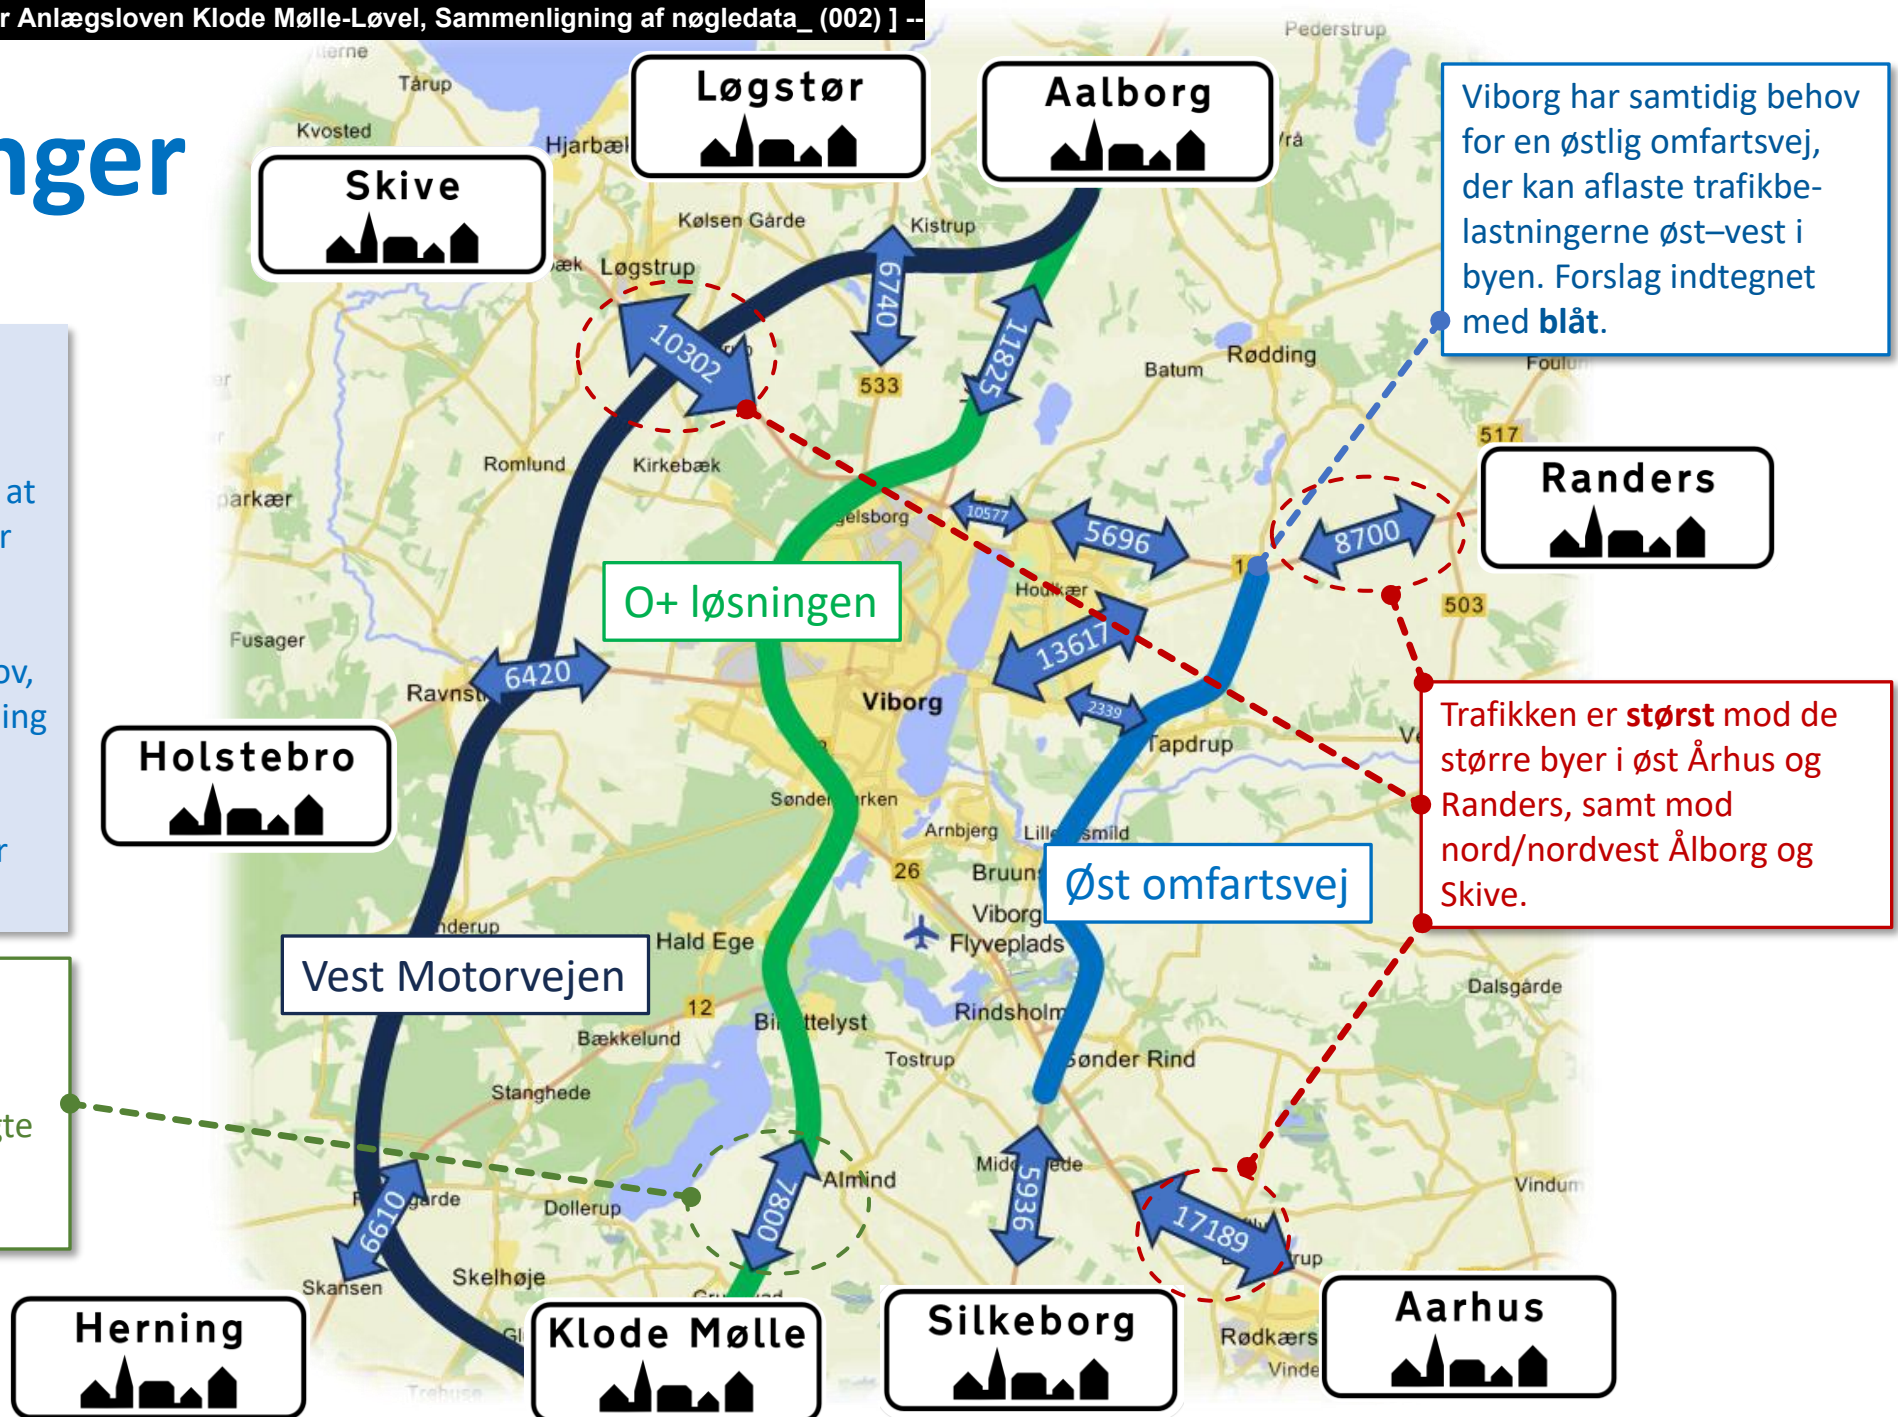 r Anlægsloven Klode Mølle-Løvel, Sammenligning af nøgledata_ (002) ] --
nger
Pederstrup
Tårup
Kvosted
Hjarbæk
Løgstør
Aalborg
Skive
Viborg har samtidig behov
for en østlig omfartsvej,
der kan aflaste trafikbe-
lastningerne øst–vest i
byen. Forslag indtegnet
med blåt.
Kølsen Gårde
Kistrup
Løgstrup
6740
10302
11825
533
Batum
Rødding
Romlund
Kirkebæk
517
Randers
at
r
10577
5696
8700
O+ løsningen
Houlkær
503
Fusager
13617
6420
Viborg
2339
ov,
ning
Tapdrup
Trafikken er størst mod de
større byer i øst Århus og
Randers, samt mod
nord/nordvest Ålborg og
Skive.
Holstebro
Arnbjerg
r
26
Øst omfartsvej
Hald Ege
Viborg
Flyveplads
Vest Motorvejen
12
Rindsholm
Dalsgårde
Bækkelund
Tostrup
Sønder Rind
Stanghede
gte
Almind
Dollerup
Vindum
7800
5936
6610
17189
Skansen
Skelhøje
Herning
Klode Mølle
Silkeborg
Aarhus
Rødkærs
Vinde